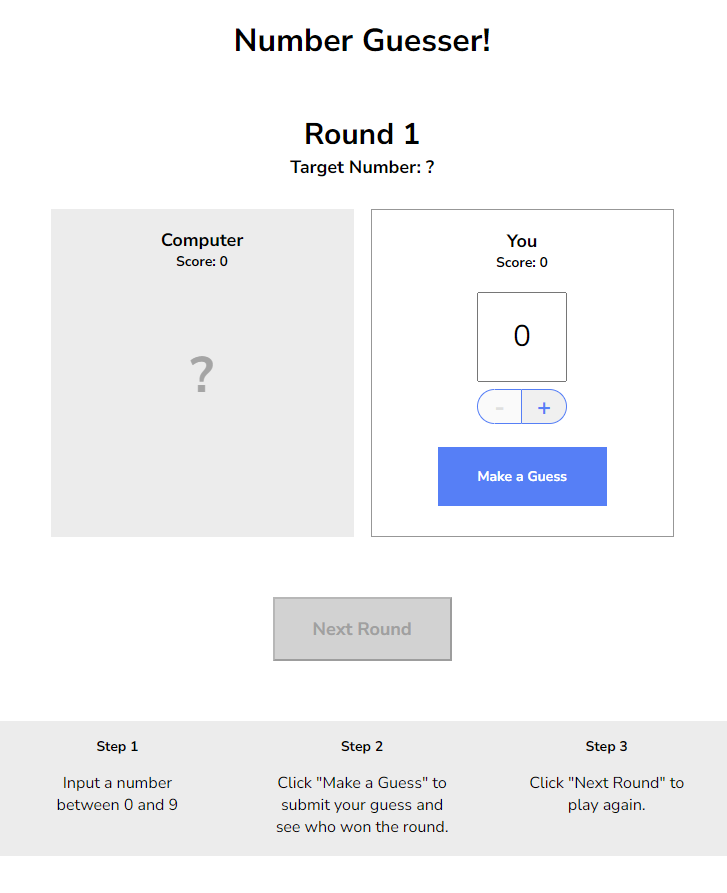 Number Guesser!
Round 1
Target Number: ?
Computer
Score: 0
?
You
Score: 0
0
- +
Make a Guess
Next Round
Step 1
Input a number
between 0 and 9
Step 2
Click "Make a Guess" to
submit your guess and
see who won the round.
Step 3
Click "Next Round" to
play again.